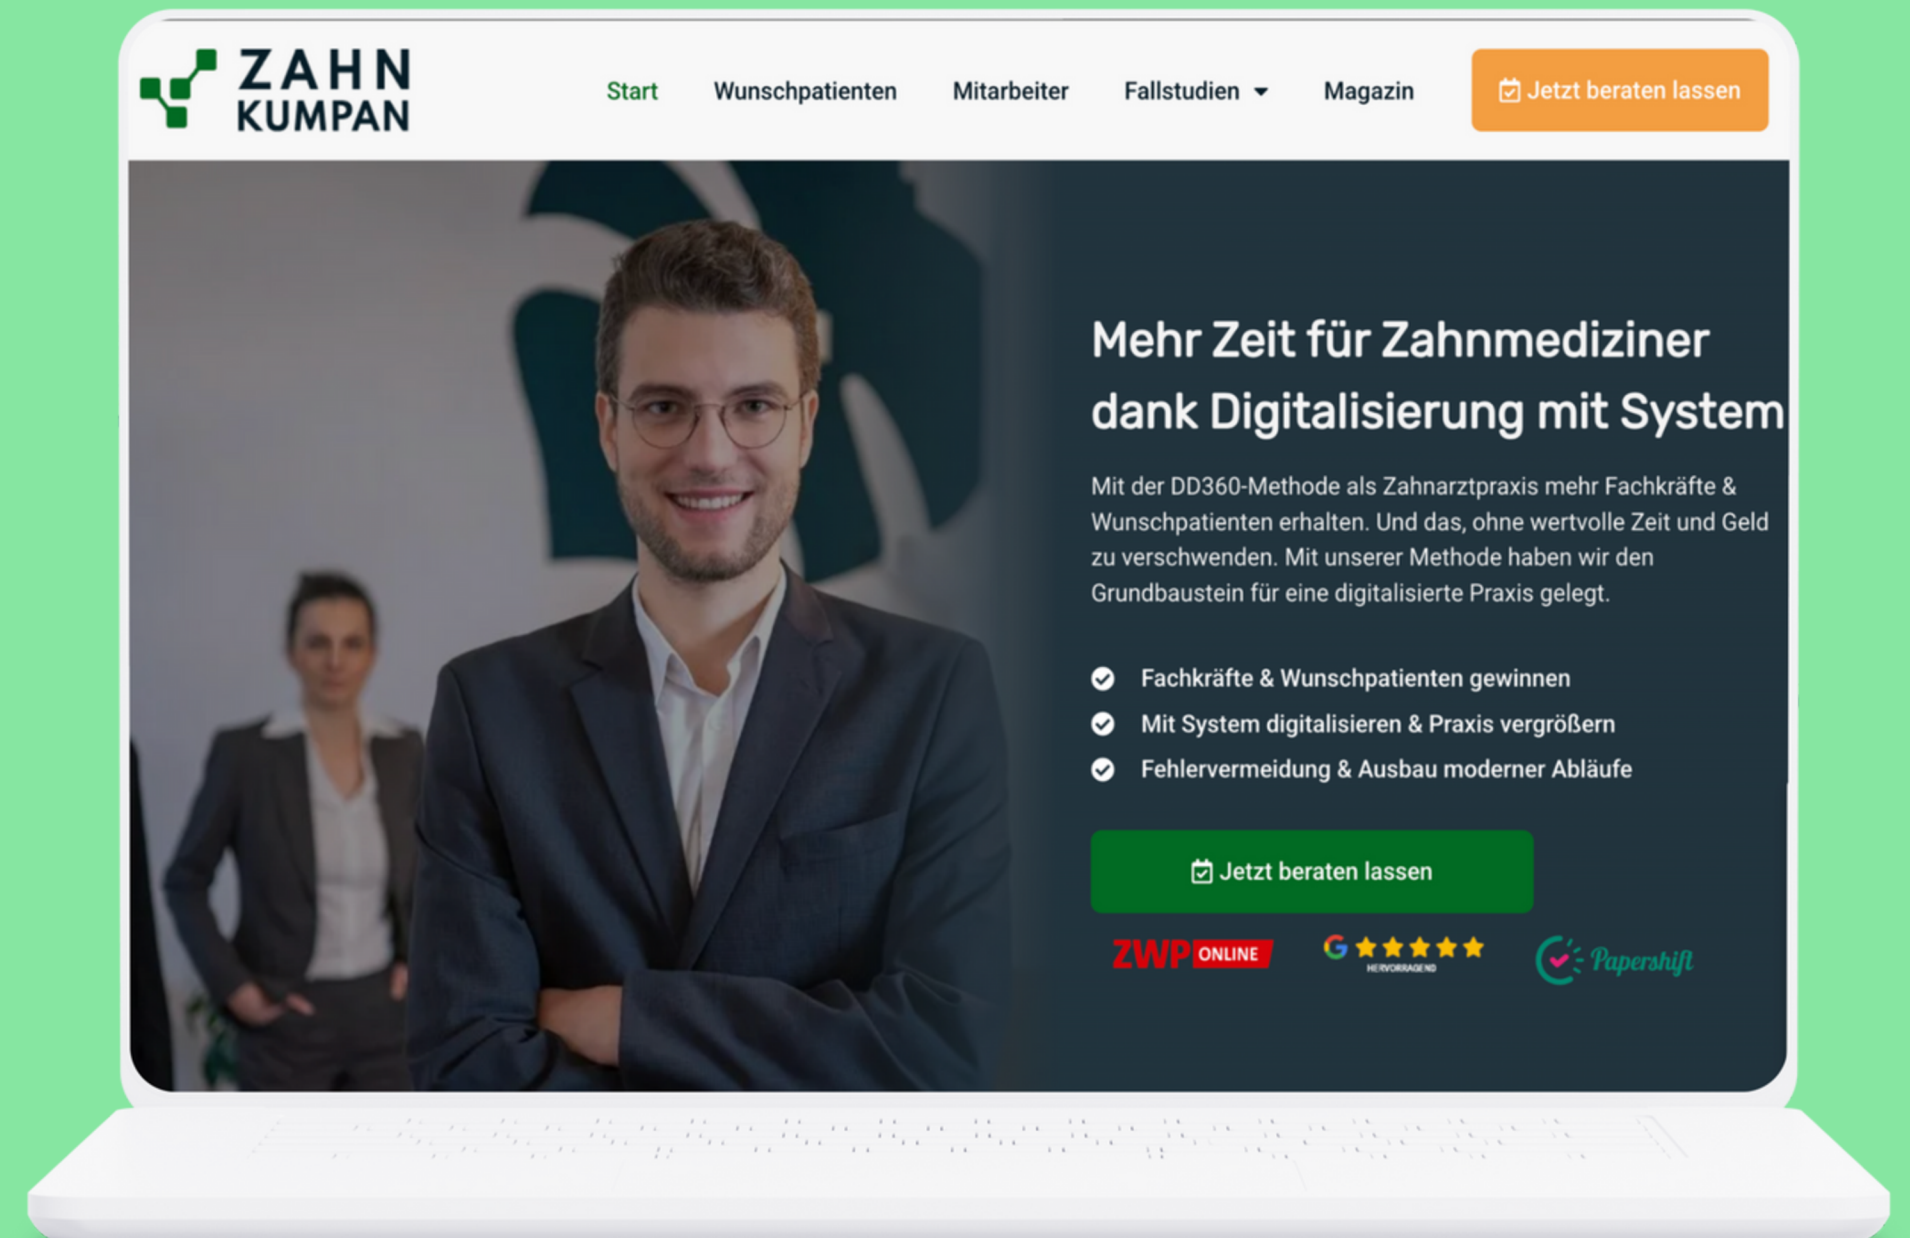 ZAHN
KUMPAN
Start
Wunschpatienten
Mitarbeiter
Fallstudien
Magazin
Jetzt beraten lassen
Mehr Zeit für Zahnmediziner
dank Digitalisierung mit System
Mit der DD360-Methode als Zahnarztpraxis mehr Fachkräfte &
Wunschpatienten erhalten. Und das, ohne wertvolle Zeit und Geld
zu verschwenden. Mit unserer Methode haben wir den
Grundbaustein für eine digitalisierte Praxis gelegt.
Fachkräfte & Wunschpatienten gewinnen
Mit System digitalisieren & Praxis vergrößern
Fehlervermeidung & Ausbau moderner Abläufe
Jetzt beraten lassen
ZWP ONLINE
G
HERVORRAGEND
Papershift